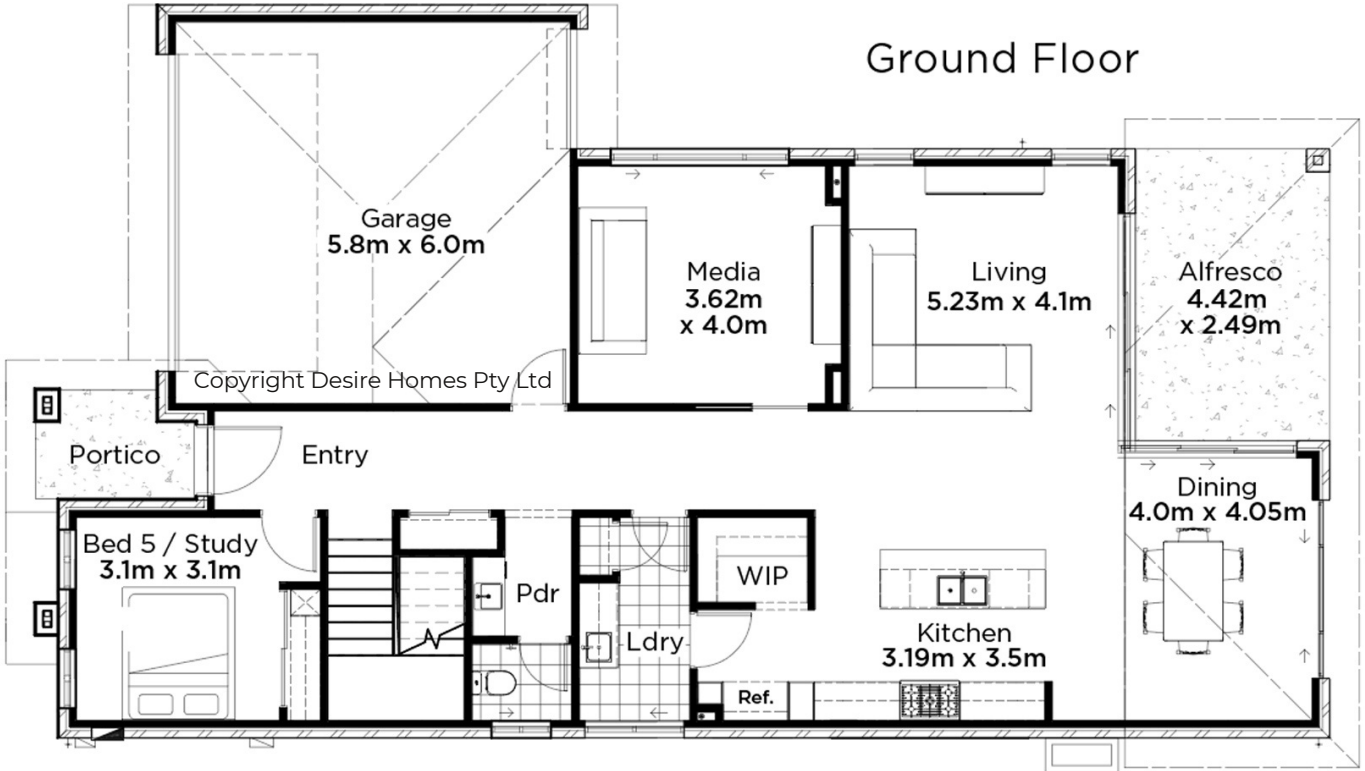 Ground Floor
Garage
5.8m x 6.0m
Media
3.62m
x 4.0m
Living
5.23m x 4.1m
Alfresco
4.42m
x 2.49m
Copyright Desire Homes Pty Ltd
Portico
Entry
Dining
4.0m x 4.05m
Bed 5 / Study
3.1m x 3.1m
Pdr
WIP
Ldry
Kitchen
3.19m x 3.5m
Ref.